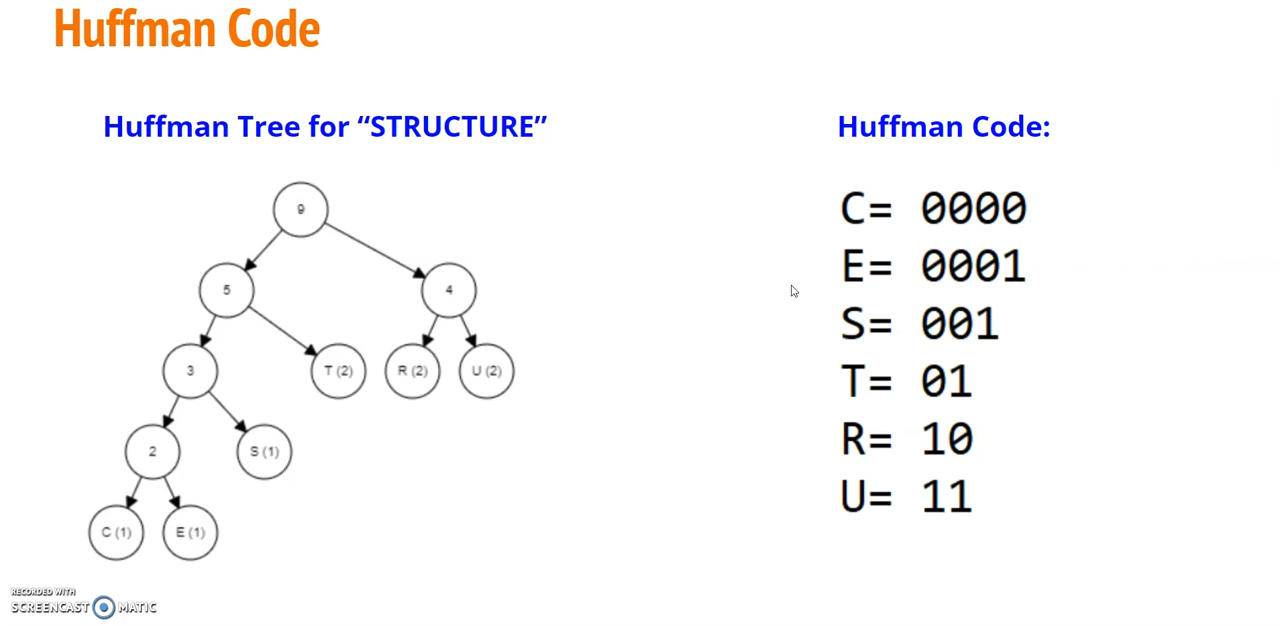 Huffman Code
Huffman Tree for “STRUCTURE”
9
5
4
3
T (2)
R (2)
U (2)
2
S (1)
C (1)
E (1)
Huffman Code:
C= 0000
E= 0001
S= 001
T= 01
R= 10
U= 11
RECORDED WITH
SCREENCAST MATIC